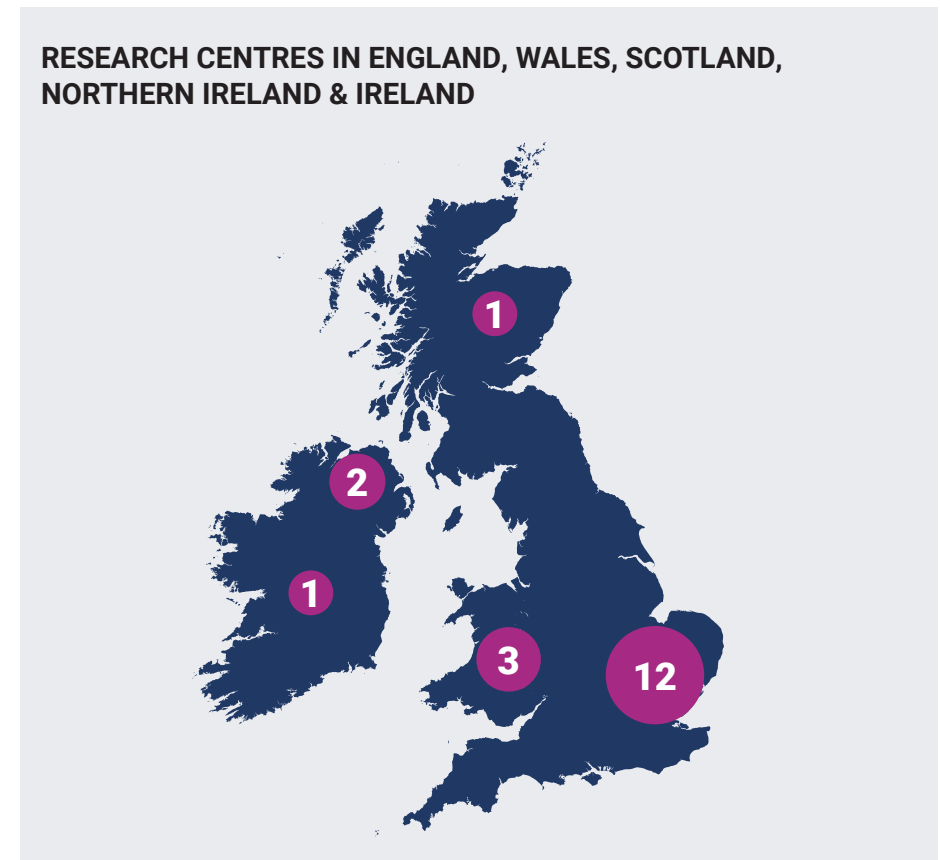 RESEARCH CENTRES IN ENGLAND, WALES, SCOTLAND,
NORTHERN IRELAND & IRELAND
1
2
1
3
12